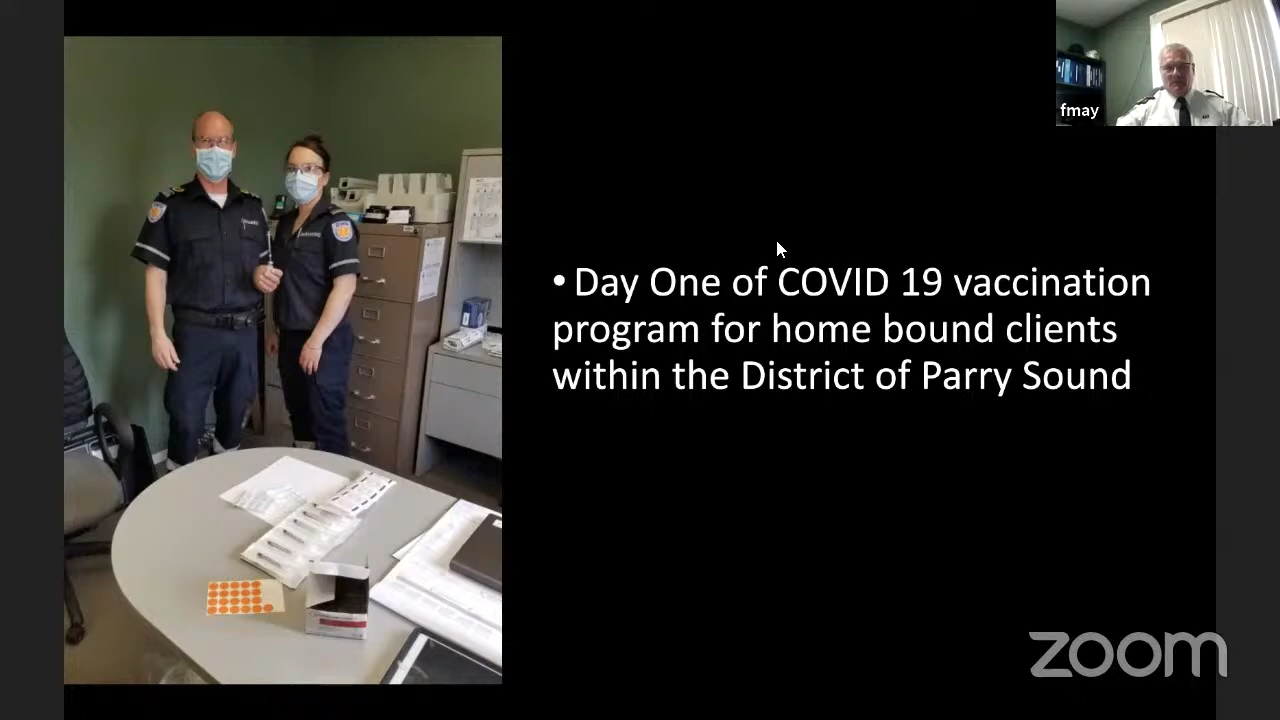 fmay
• Day One of COVID 19 vaccination
program for home bound clients
within the District of Parry Sound
zoom